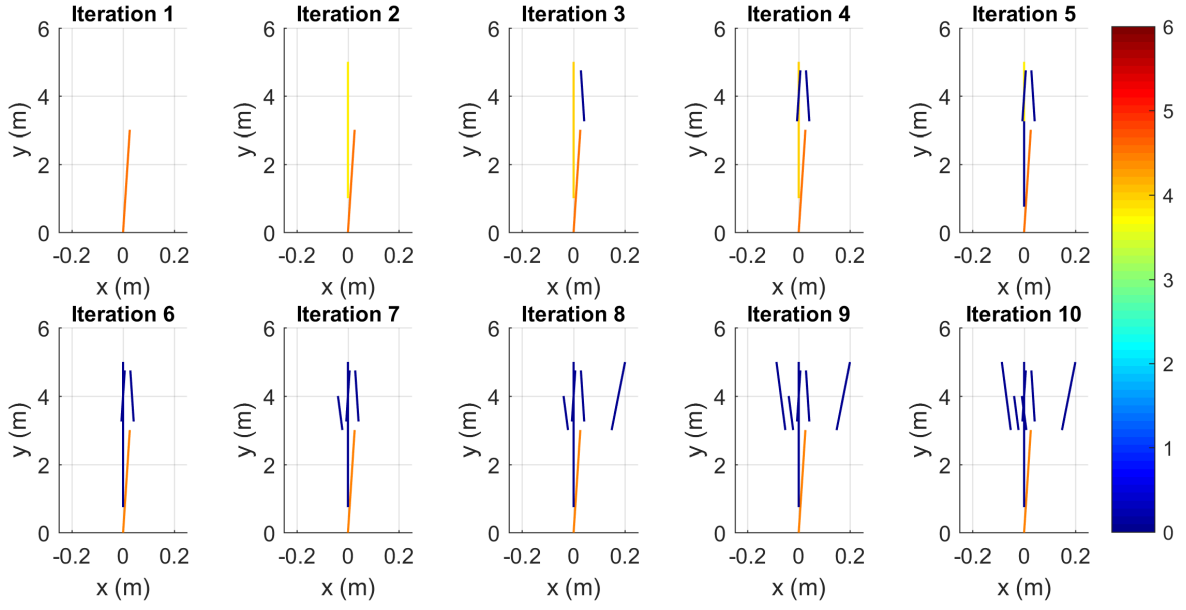 Iteration 1
Iteration 2
Iteration 3
Iteration 4
Iteration 5
6
4
2
0
y (m)
-0.2
0
0.2
x (m)
6
4
2
0
y (m)
-0.2
0
0.2
x (m)
6
4
2
0
y (m)
-0.2
0
0.2
x (m)
6
4
2
0
y (m)
-0.2
0
0.2
x (m)
6
4
2
0
y (m)
-0.2
0
0.2
x (m)
Iteration 6
Iteration 7
Iteration 8
Iteration 9
Iteration 10
6
4
2
0
y (m)
-0.2
0
0.2
x (m)
6
4
2
0
y (m)
-0.2
0
0.2
x (m)
6
4
2
0
y (m)
-0.2
0
0.2
x (m)
6
4
2
0
y (m)
-0.2
0
0.2
x (m)
6
4
2
0
y (m)
-0.2
0
0.2
x (m)
6
5
4
3
2
1
0